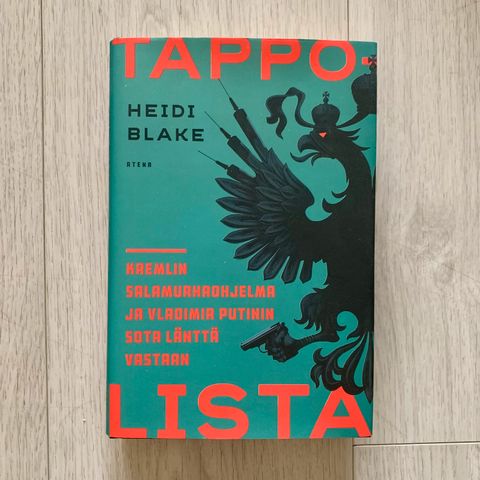 TAPPO-
HEIDI
BLAKE
ATENA
KREMLIN
SALAMURHAOHJELMA
JA VLADIMIR PUTININ
SOTA LÄNTTÄ
VASTAAN
LISTA